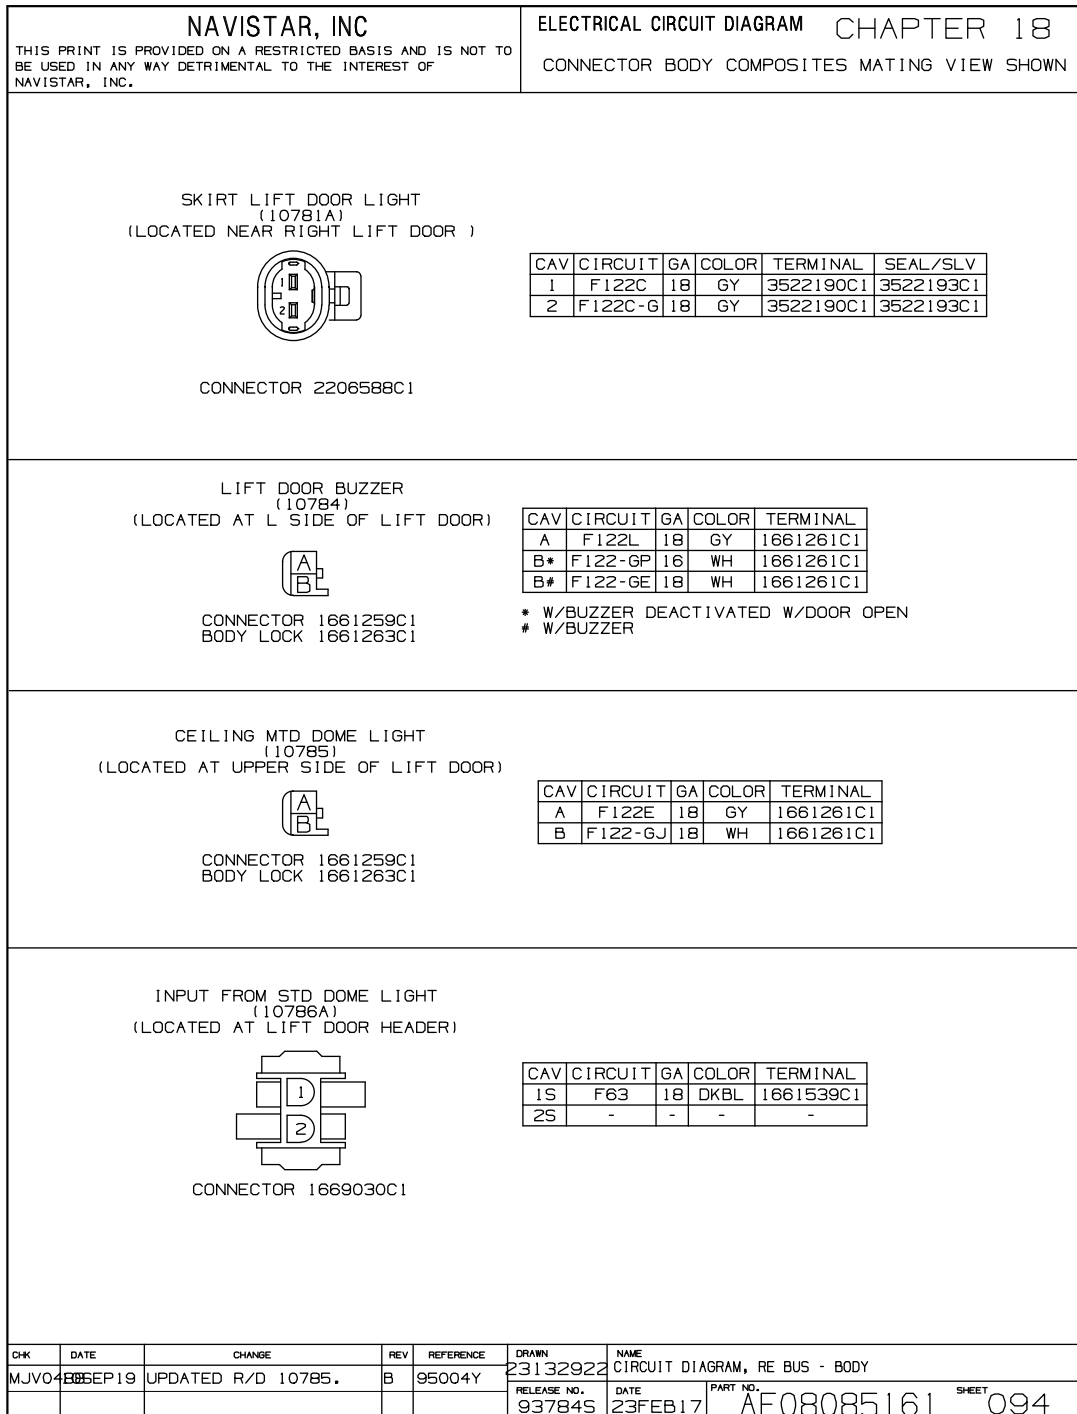 NAVISTAR, INC
THIS PRINT IS PROVIDED ON A RESTRICTED BASIS AND IS NOT TO
BE USED IN ANY WAY DETRIMENTAL TO THE INTEREST OF
NAVISTAR, INC.
ELECTRICAL CIRCUIT DIAGRAM CHAPTER 18
CONNECTOR BODY COMPOSITES MATING VIEW SHOWN
SKIRT LIFT DOOR LIGHT
(10781A)
(LOCATED NEAR RIGHT LIFT DOOR )
1
2
CONNECTOR 2206588C1
CAV CIRCUIT GA COLOR TERMINAL SEAL/SLV
1 F122C 18 GY 3522190C1 3522193C1
2 F122C-G 18 GY 3522190C1 3522193C1
LIFT DOOR BUZZER
(10784)
(LOCATED AT L SIDE OF LIFT DOOR)
A
B
CONNECTOR 1661259C1
BODY LOCK 1661263C1
CAV CIRCUIT GA COLOR TERMINAL
A F122L 18 GY 1661261C1
B* F122-GP 16 WH 1661261C1
B# F122-GE 18 WH 1661261C1
* W/BUZZER DEACTIVATED W/DOOR OPEN
# W/BUZZER
CEILING MTD DOME LIGHT
(10785)
(LOCATED AT UPPER SIDE OF LIFT DOOR)
A
B
CONNECTOR 1661259C1
BODY LOCK 1661263C1
CAV CIRCUIT GA COLOR TERMINAL
A F122E 18 GY 1661261C1
B F122-GJ 18 WH 1661261C1
INPUT FROM STD DOME LIGHT
(10786A)
(LOCATED AT LIFT DOOR HEADER)
1
2
CONNECTOR 1669030C1
CAV CIRCUIT GA COLOR TERMINAL
1S F63 18 DKBL 1661539C1
2S - - - -
CHK DATE CHANGE REV REFERENCE
UPDATED R/D 10785. B 95004Y
DRAWN
23132922
NAME
CIRCUIT DIAGRAM, RE BUS - BODY
RELEASE NO.
93784S
DATE
23FEB17
PART NO.
AE08085161
SHEET
094